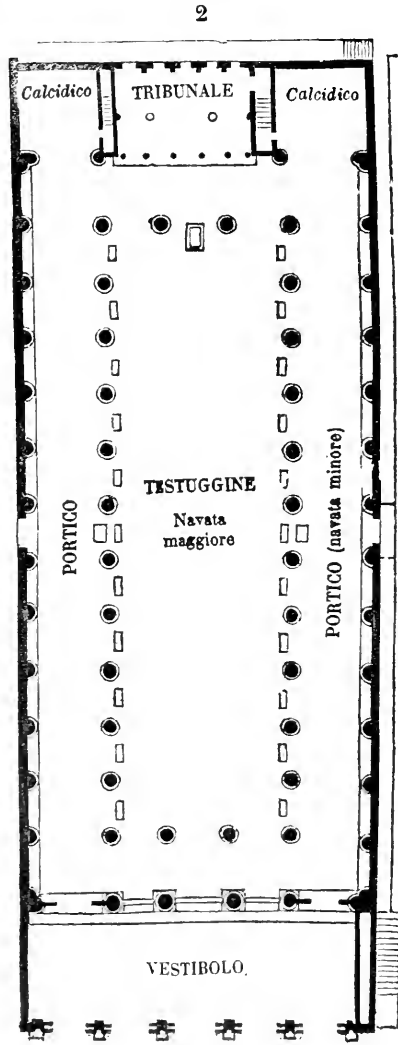 2
Calcidico TRIBUNALE Calcidico
TESTUGGINE
Navata
maggiore
PORTICO
PORTICO (navata minore)
VESTIBOLO.